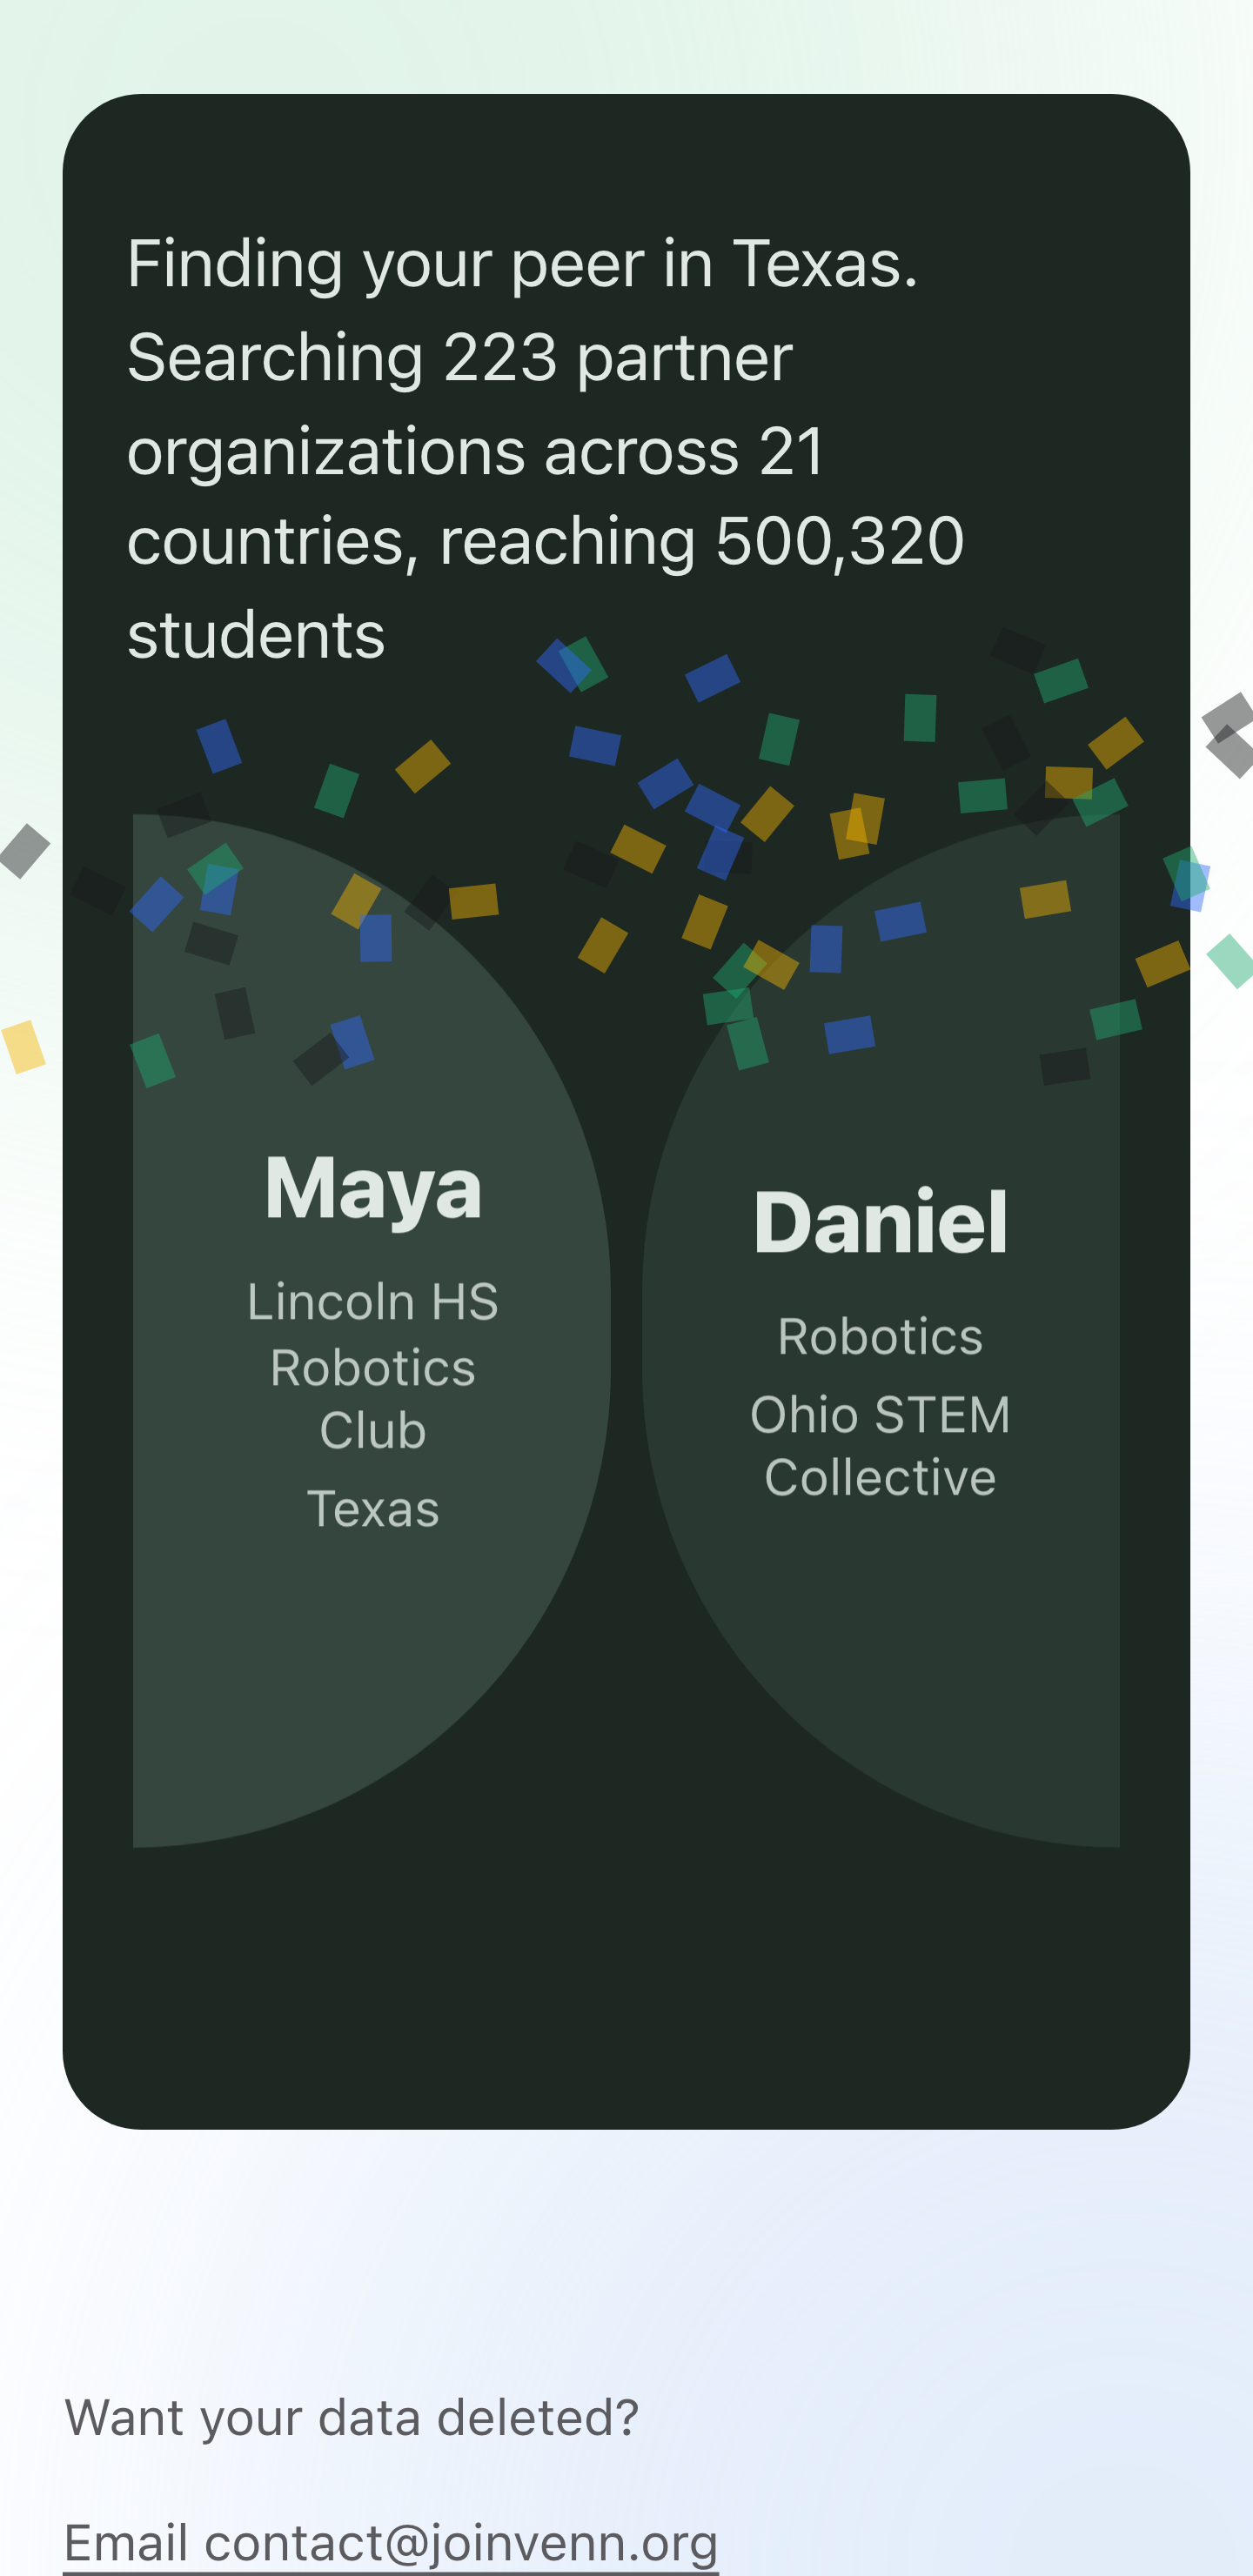 Finding your peer in Texas.
Searching 223 partner
organizations across 21
countries, reaching 500,320
students
Maya
Lincoln HS
Robotics
Club
Texas
Daniel
Robotics
Ohio STEM
Collective
Want your data deleted?
Email contact@joinvenn.org